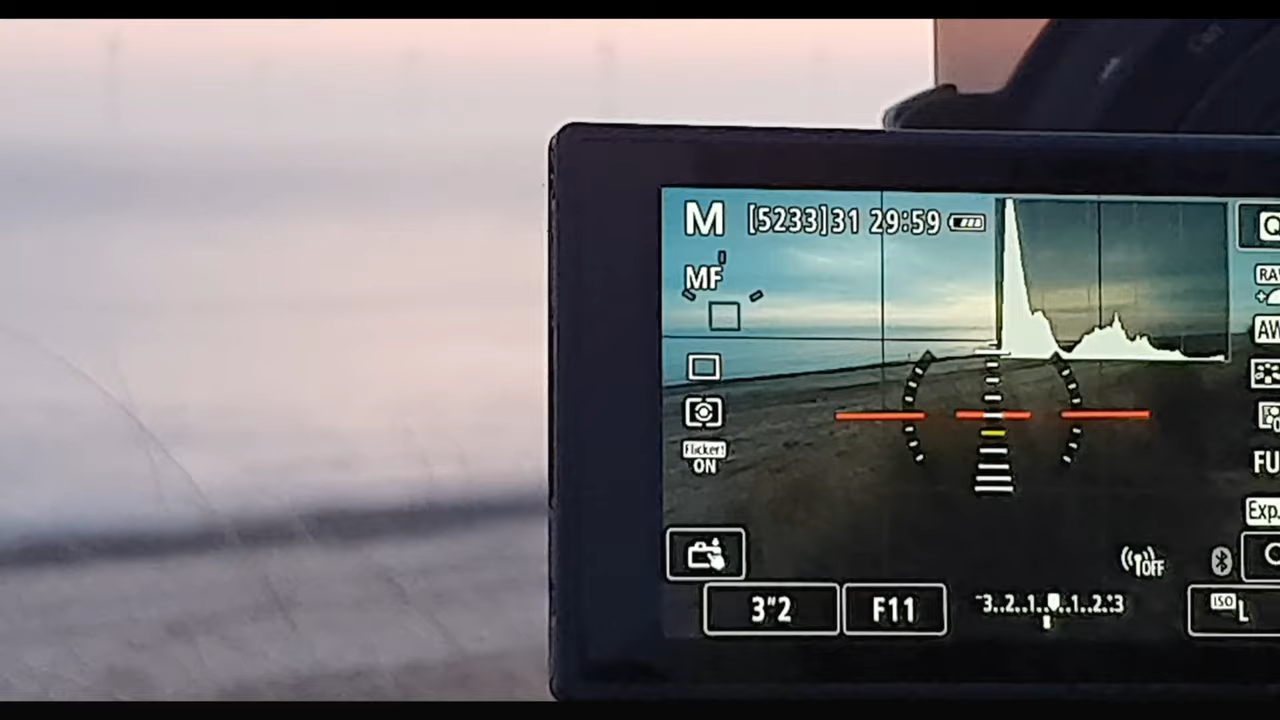 M [5233]31 29:59
Q
MF
RAW
AW
Flicker!
ON
FU
Exp.
OFF
3"2 F11 -3..2..1..0..1..2..+3 ISO L